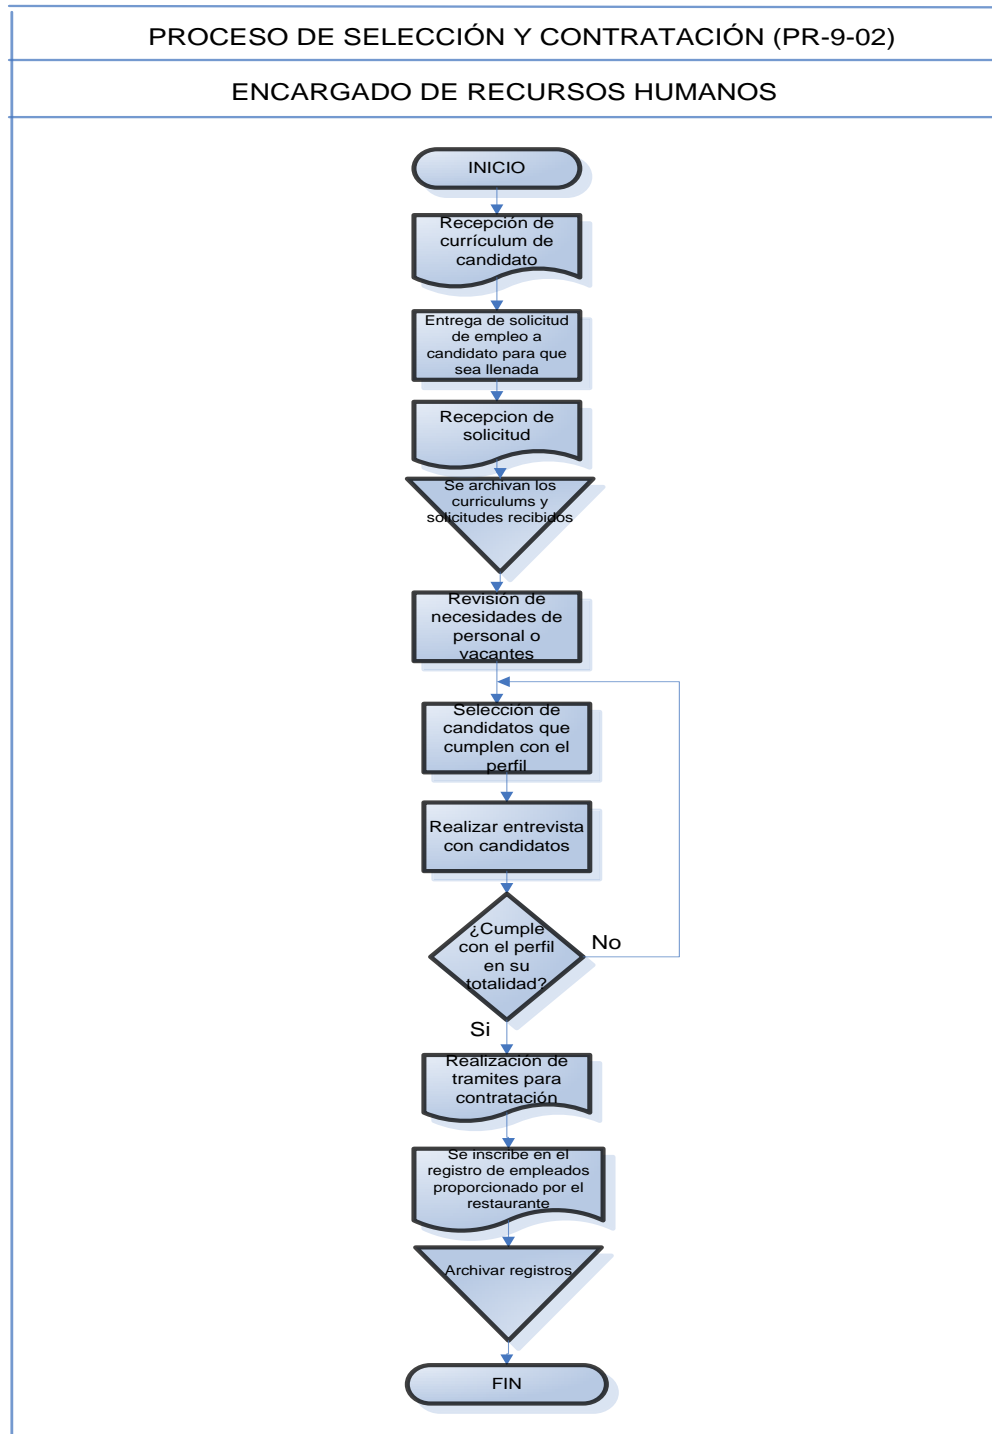 PROCESO DE SELECCIÓN Y CONTRATACIÓN (PR-9-02)
ENCARGADO DE RECURSOS HUMANOS
INICIO
Recepción de
currículum de
candidato
Entrega de solicitud
de empleo a
candidato para que
sea llenada
Recepcion de
solicitud
Se archivan los
curriculums y
solicitudes recibidos
Revisión de
necesidades de
personal o
vacantes
Selección de
candidatos que
cumplen con el
perfil
Realizar entrevista
con candidatos
¿Cumple
con el perfil
en su
totalidad?
No
Si
Realización de
tramites para
contratación
Se inscribe en el
registro de empleados
proporcionado por el
restaurante
Archivar registros
FIN